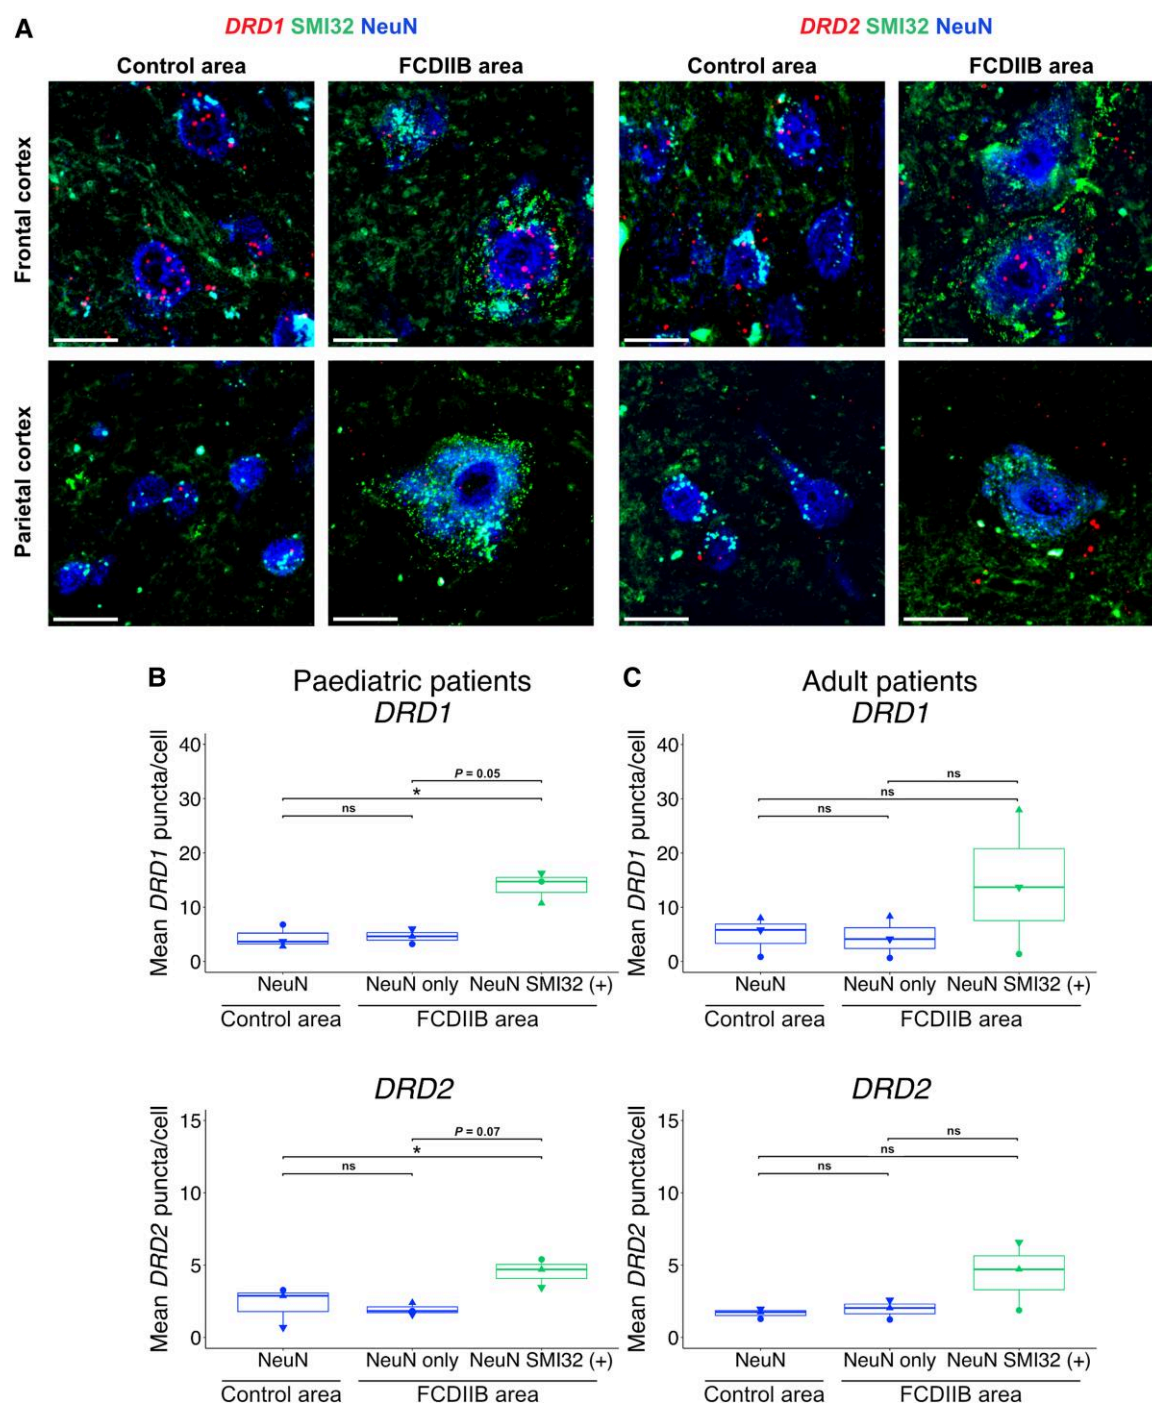 A
DRD1 SMI32 NeuN
DRD2 SMI32 NeuN
Control area
FCDIIB area
Control area
FCDIIB area
Frontal cortex
Parietal cortex
B
Paediatric patients
DRD1
Mean DRD1 puncta/cell
40
30
20
10
0
P = 0.05
*
ns
NeuN
NeuN only
NeuN SMI32 (+)
Control area
FCDIIB area
C
Adult patients
DRD1
Mean DRD1 puncta/cell
40
30
20
10
0
ns
ns
ns
NeuN
NeuN only
NeuN SMI32 (+)
Control area
FCDIIB area
DRD2
Mean DRD2 puncta/cell
15
10
5
0
P = 0.07
*
ns
NeuN
NeuN only
NeuN SMI32 (+)
Control area
FCDIIB area
DRD2
Mean DRD2 puncta/cell
15
10
5
0
ns
ns
ns
NeuN
NeuN only
NeuN SMI32 (+)
Control area
FCDIIB area